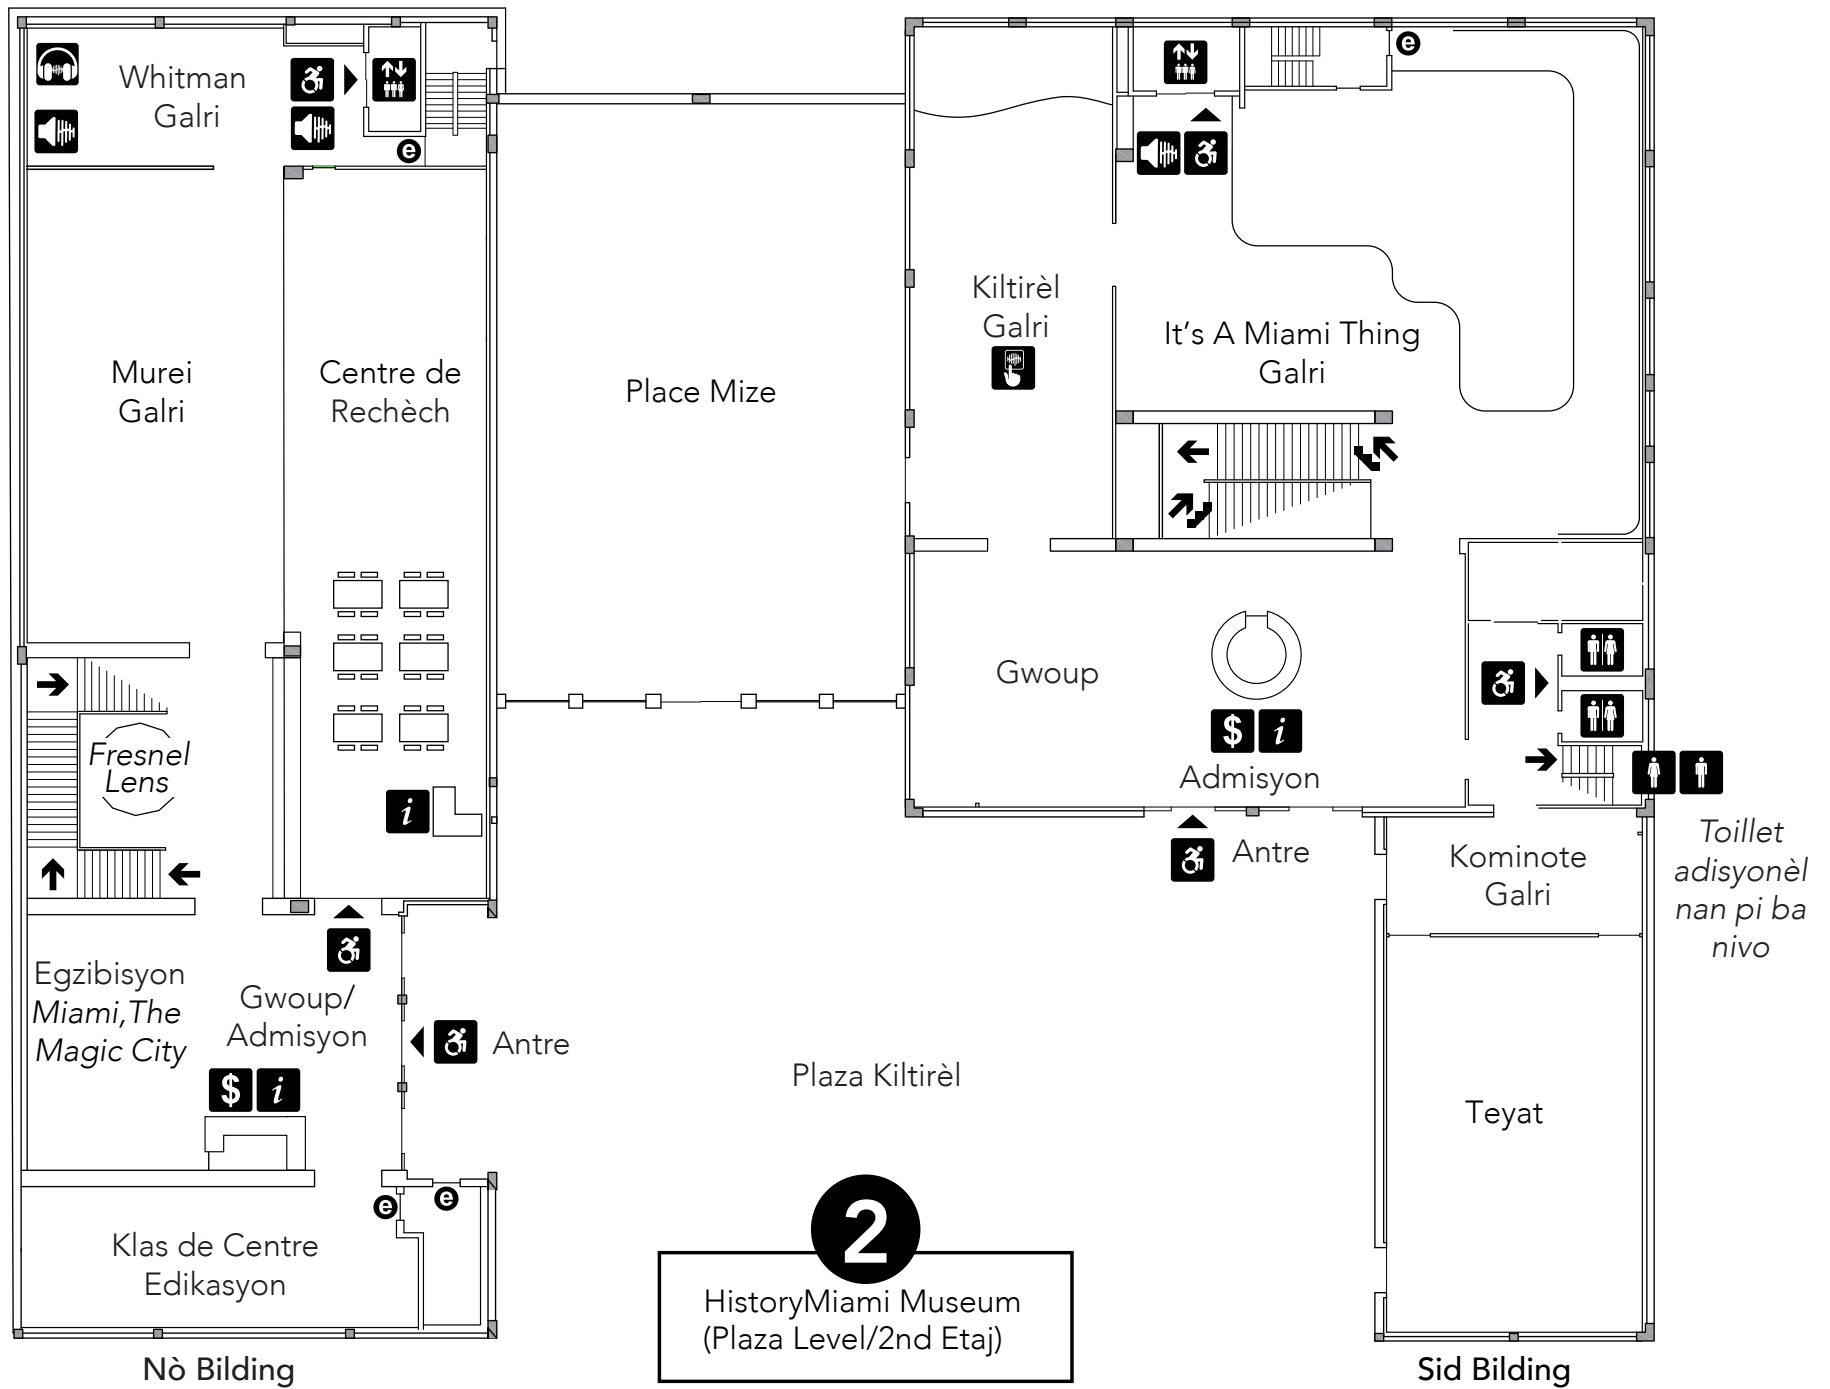 Whitman
Galri
e
Murei
Galri
Centre de
Rechèch
Fresnel
Lens
i
Egzibisyon
Miami,The
Magic City
Gwoup/
Admisyon
$ i
Antre
e
e
Klas de Centre
Edikasyon
Nò Bilding
Place Mize
Plaza Kiltirèl
2
HistoryMiami Museum
(Plaza Level/2nd Etaj)
e
Kiltirèl
Galri
It's A Miami Thing
Galri
Gwoup
$ i
Admisyon
Antre
Kominote
Galri
Toillet
adisyonèl
nan pi ba
nivo
Teyat
Sid Bilding